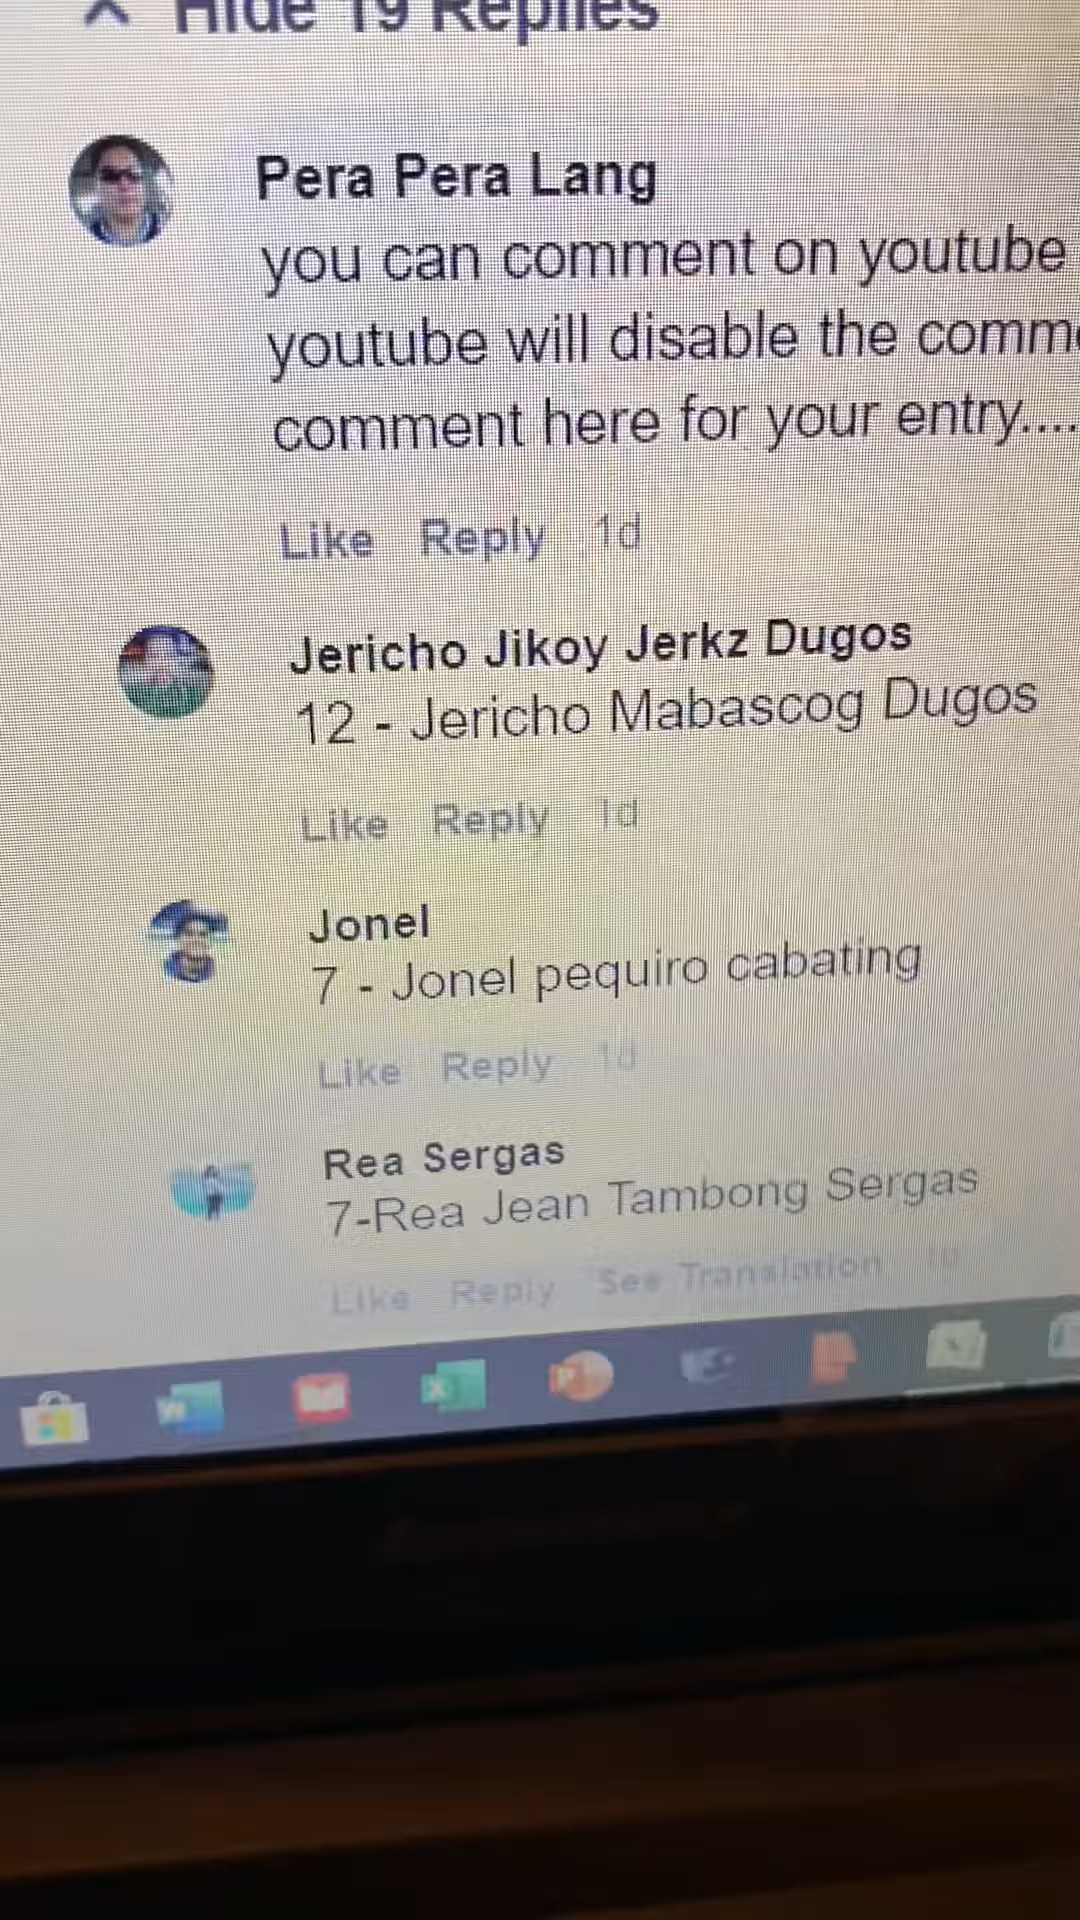 Hide 19 Replies
Pera Pera Lang
you can comment on youtube
youtube will disable the comme
comment here for your entry....
Like Reply 1d
Jericho Jikoy Jerkz Dugos
12 - Jericho Mabascog Dugos
Like Reply 1d
Jonel
7 - Jonel pequiro cabating
Like Reply 1d
Rea Sergas
7-Rea Jean Tambong Sergas
Like Reply See Translation 1d